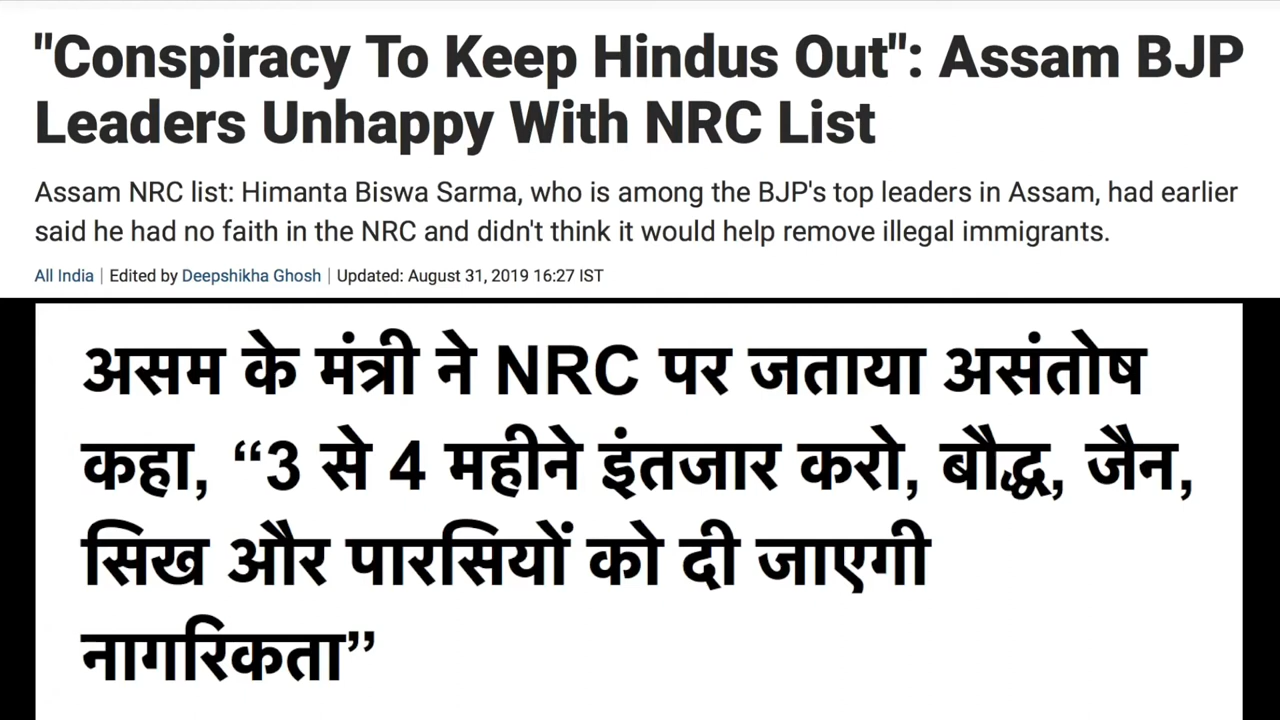 "Conspiracy To Keep Hindus Out": Assam BJP
Leaders Unhappy With NRC List
Assam NRC list: Himanta Biswa Sarma, who is among the BJP's top leaders in Assam, had earlier
said he had no faith in the NRC and didn't think it would help remove illegal immigrants.
All India | Edited by Deepshikha Ghosh | Updated: August 31, 2019 16:27 IST
असम के मंत्री ने NRC पर जताया असंतोष
कहा, “3 से 4 महीने इंतजार करो, बौद्ध, जैन,
सिख और पारसियों को दी जाएगी
नागरिकता”